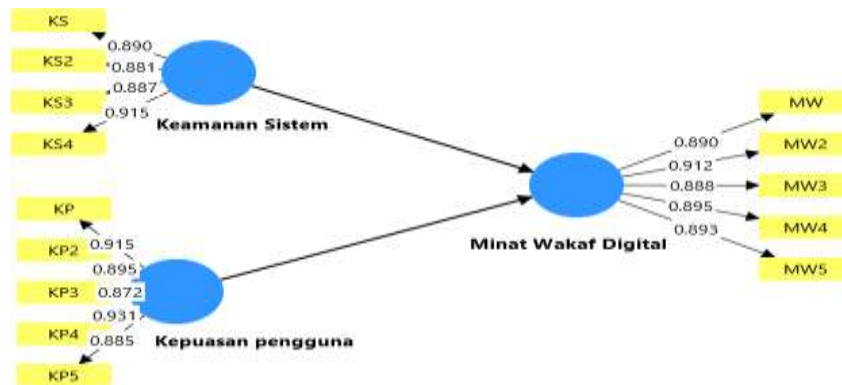 KS
KS2
KS3
KS4
0.890
0.881
0.887
0.915
Keamanan Sistem
KP
KP2
KP3
KP4
KP5
0.915
0.895
0.872
0.931
0.885
Kepuasan pengguna
Minat Wakaf Digital
0.890
0.912
0.888
0.895
0.893
MW
MW2
MW3
MW4
MW5